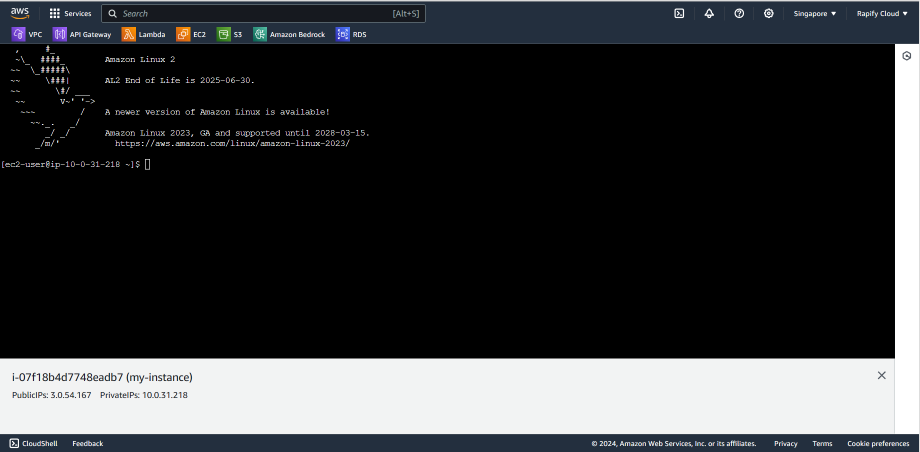 aws Services Search [Alt+S] Singapore ▼ Rapify Cloud ▼
VPC API Gateway Lambda EC2 S3 Amazon Bedrock RDS
   ,     #_
   ~\_  ####_        Amazon Linux 2
  ~~  \_#####\
  ~~     \###|       AL2 End of Life is 2025-06-30.
  ~~       \#/ ___
   ~~       V~' '->
    ~~~         /    A newer version of Amazon Linux is available!
      ~~._.   _/
         _/ _/       Amazon Linux 2023, GA and supported until 2028-03-15.
       _/m/'           https://aws.amazon.com/linux/amazon-linux-2023/
[ec2-user@ip-10-0-31-218 ~]$
i-07f18b4d7748eadb7 (my-instance)
PublicIPs: 3.0.54.167 PrivateIPs: 10.0.31.218
CloudShell Feedback © 2024, Amazon Web Services, Inc. or its affiliates. Privacy Terms Cookie preferences